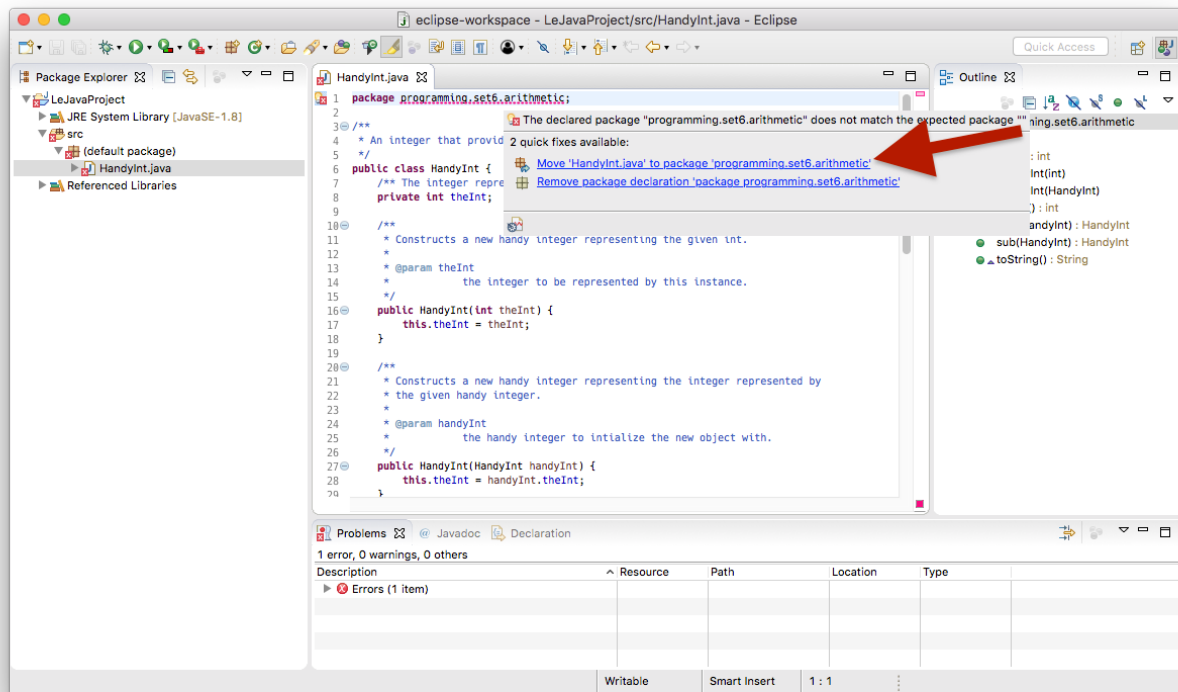 eclipse-workspace - LeJavaProject/src/HandyInt.java - Eclipse
Quick Access
Package Explorer
LeJavaProject
JRE System Library [JavaSE-1.8]
src
(default package)
HandyInt.java
Referenced Libraries
HandyInt.java
1 package programming.set6.arithmetic;
2
3 /**
4 * An integer that provid
5 */
6 public class HandyInt {
7 /** The integer repre
8 private int theInt;
9
10 /**
11 * Constructs a new handy integer representing the given int.
12 *
13 * @param theInt
14 * the integer to be represented by this instance.
15 */
16 public HandyInt(int theInt) {
17 this.theInt = theInt;
18 }
19
20 /**
21 * Constructs a new handy integer representing the integer represented by
22 * the given handy integer.
23 *
24 * @param handyInt
25 * the handy integer to intialize the new object with.
26 */
27 public HandyInt(HandyInt handyInt) {
28 this.theInt = handyInt.theInt;
29 }
The declared package "programming.set6.arithmetic" does not match the expected package ""
2 quick fixes available:
Move 'HandyInt.java' to package 'programming.set6.arithmetic'
Remove package declaration 'package programming.set6.arithmetic'
Outline
ning.set6.arithmetic
: int
nt(int)
nt(HandyInt)
) : int
andyInt) : HandyInt
sub(HandyInt) : HandyInt
toString() : String
Problems
@ Javadoc
Declaration
1 error, 0 warnings, 0 others
Description Resource Path Location Type
Errors (1 item)
Writable Smart Insert 1 : 1